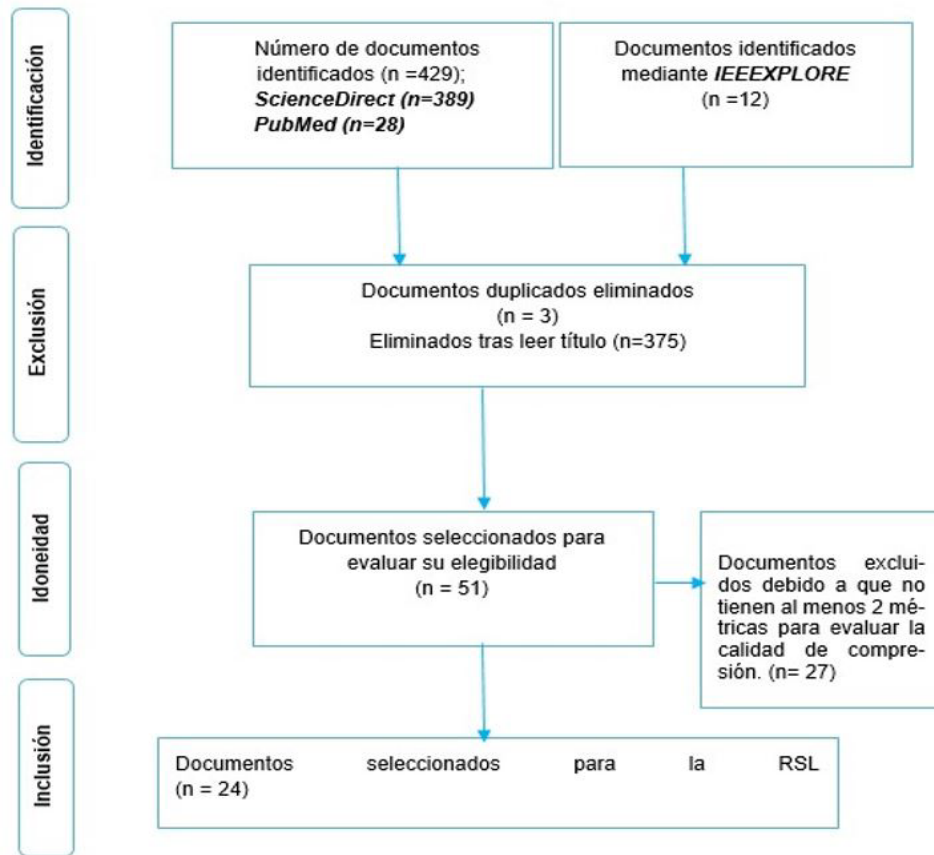 Identificación
Número de documentos
identificados (n =429);
ScienceDirect (n=389)
PubMed (n=28)
Documentos identificados
mediante IEEEXPLORE
(n =12)
Exclusión
Documentos duplicados eliminados
(n = 3)
Eliminados tras leer título (n=375)
Idoneidad
Documentos seleccionados para
evaluar su elegibilidad
(n = 51)
Documentos exclui-
dos debido a que no
tienen al menos 2 mé-
tricas para evaluar la
calidad de compre-
sión. (n= 27)
Inclusión
Documentos seleccionados para la RSL
(n = 24)